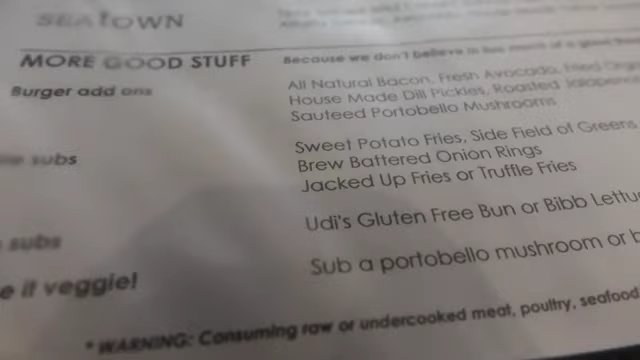 SEATOWN
MORE GOOD STUFF Because we don't believe in too much of a good
Burger add ons All Natural Bacon, Fresh Avocado, Fried
House Made Dill Pickles, Roasted
Sauteed Portobello Mushrooms
subs Sweet Potato Fries, Side Field of Greens
Brew Battered Onion Rings
Jacked Up Fries or Truffle Fries
subs Udi's Gluten Free Bun or Bibb
e it veggie! Sub a portobello mushroom or
* WARNING: Consuming raw or undercooked meat, poultry, seafood